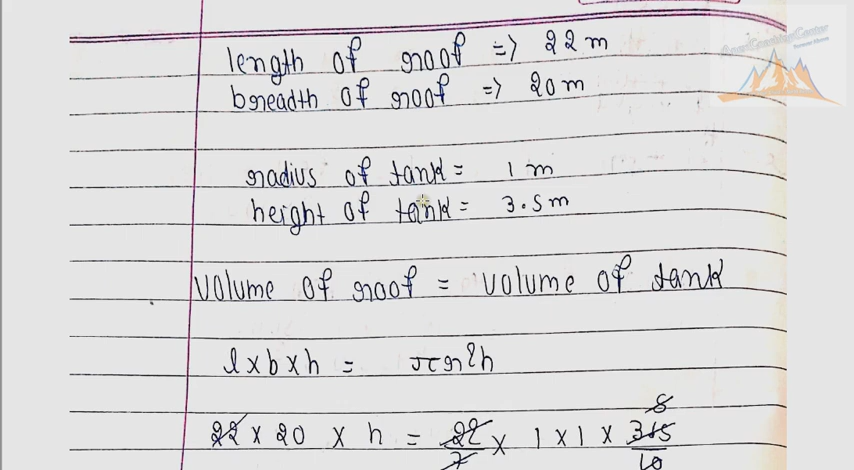 length of roof => 22 m
breadth of roof => 20 m
radius of tank = 1 m
height of tank = 3.5 m
Volume of roof = Volume of tank
l x b x h = πr²h
22 x 20 x h = 22/7 x 1 x 1 x 35/10